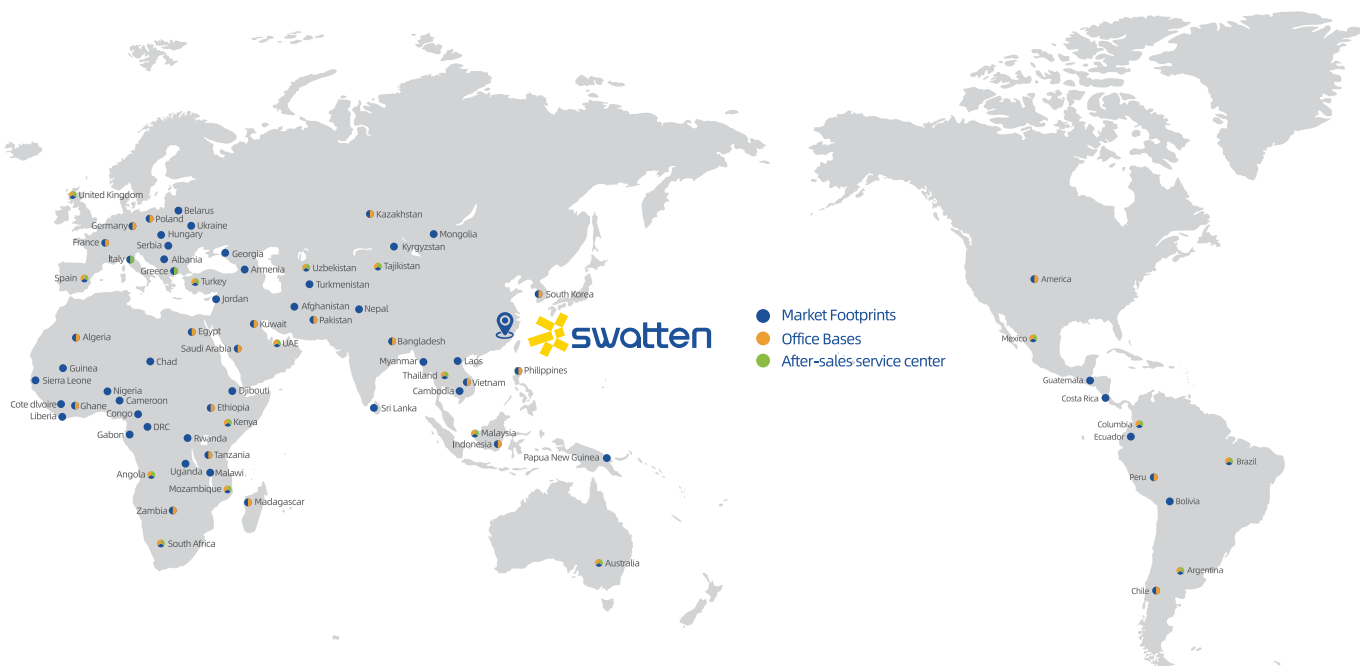 United Kingdom
Belarus
Poland
Germany
Ukraine
Hungary
France
Serbia
Georgia
Italy
Albania
Greece
Armenia
Spain
Turkey
Jordan
Kazakhstan
Mongolia
Kyrgyzstan
Uzbekistan
Tajikistan
Turkmenistan
Afghanistan
Nepal
Pakistan
South Korea
swatten
Market Footprints
Office Bases
After-sales service center
Algeria
Egypt
Kuwait
Saudi Arabia
UAE
Bangladesh
Chad
Guinea
Sierra Leone
Nigeria
Djibouti
Cameroon
Cote dlvoire
Ghane
Ethiopia
Liberia
Congo
Kenya
DRC
Gabon
Rwanda
Tanzania
Uganda
Malawi
Angola
Mozambique
Madagascar
Zambia
South Africa
Myanmar
Laos
Thailand
Vietnam
Cambodia
Philippines
Sri Lanka
Malaysia
Indonesia
Papua New Guinea
Australia
America
Mexico
Guatemala
Costa Rica
Columbia
Ecuador
Brazil
Peru
Bolivia
Argentina
Chile